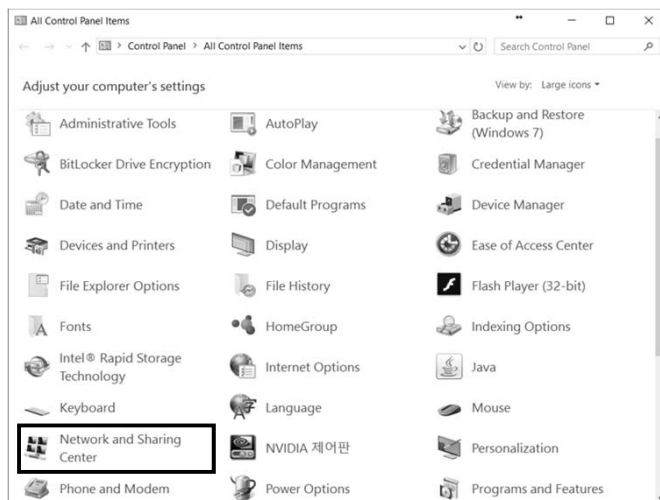 All Control Panel Items
Control Panel > All Control Panel Items
Search Control Panel
Adjust your computer's settings
View by: Large icons
Administrative Tools
AutoPlay
Backup and Restore
(Windows 7)
BitLocker Drive Encryption
Color Management
Credential Manager
Date and Time
Default Programs
Device Manager
Devices and Printers
Display
Ease of Access Center
File Explorer Options
File History
Flash Player (32-bit)
Fonts
HomeGroup
Indexing Options
Intel® Rapid Storage
Technology
Internet Options
Java
Keyboard
Language
Mouse
Network and Sharing
Center
NVIDIA 제어판
Personalization
Phone and Modem
Power Options
Programs and Features